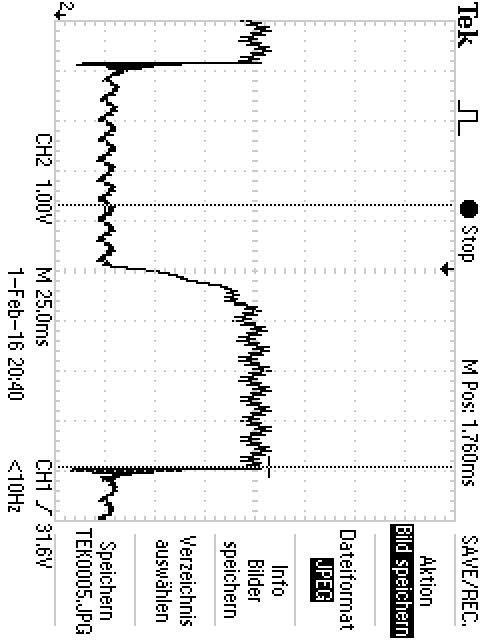 Tek
Stop
M Pos: 1.760ms
SAVE/REC.
Aktion
Bild speichern
Dateiformat
JPEG
Info
Bilder
speichern
Verzeichnis
auswählen
Speichern
TEK0005.JPG
2
CH2 1.00V
M 25.0ms
CH1 / 31.6V
1-Feb-16 20:40
<10Hz